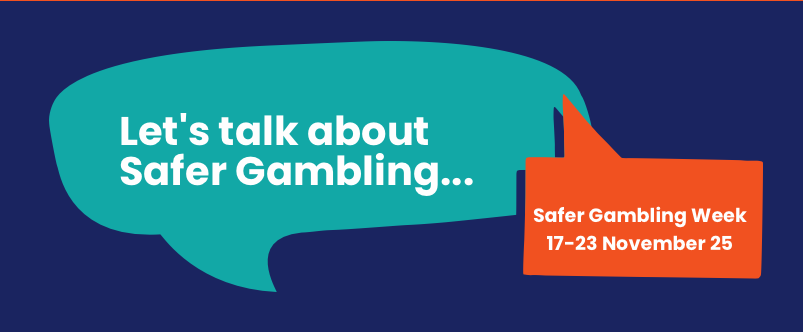 Let's talk about
Safer Gambling...
Safer Gambling Week
17-23 November 25